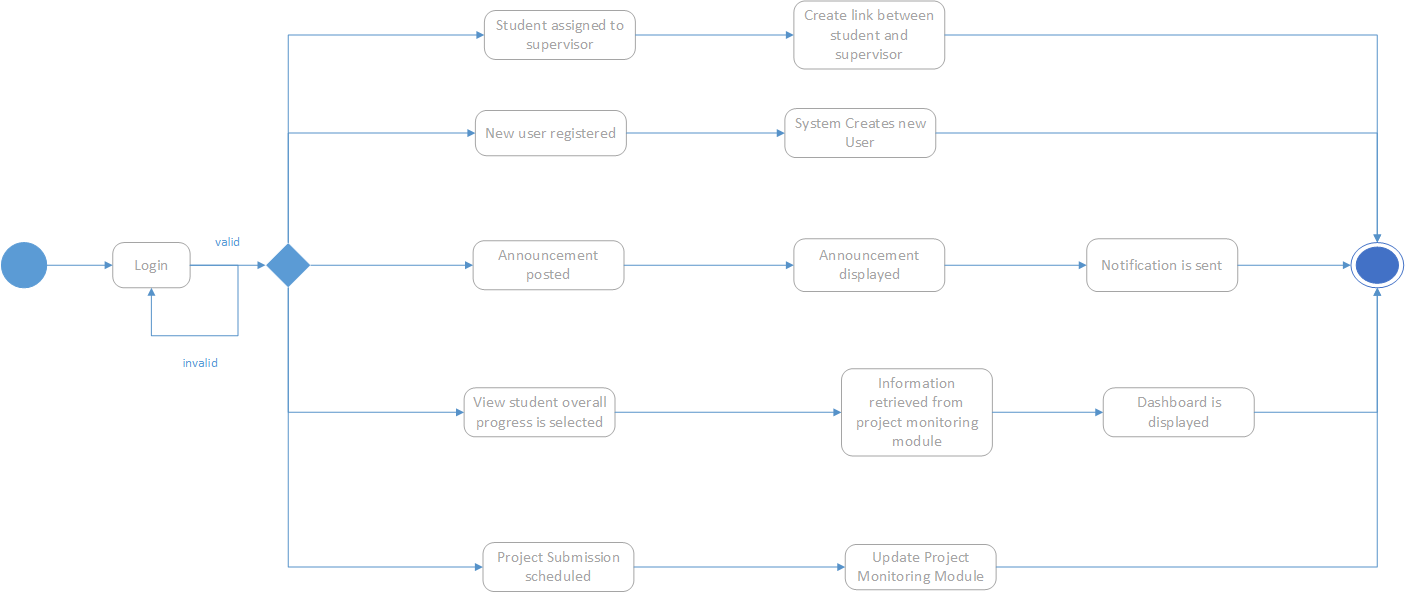 Student assigned to
supervisor
Create link between
student and
supervisor
New user registered
System Creates new
User
valid
Login
invalid
Announcement
posted
Announcement
displayed
Notification is sent
View student overall
progress is selected
Information
retrieved from
project monitoring
module
Dashboard is
displayed
Project Submission
scheduled
Update Project
Monitoring Module